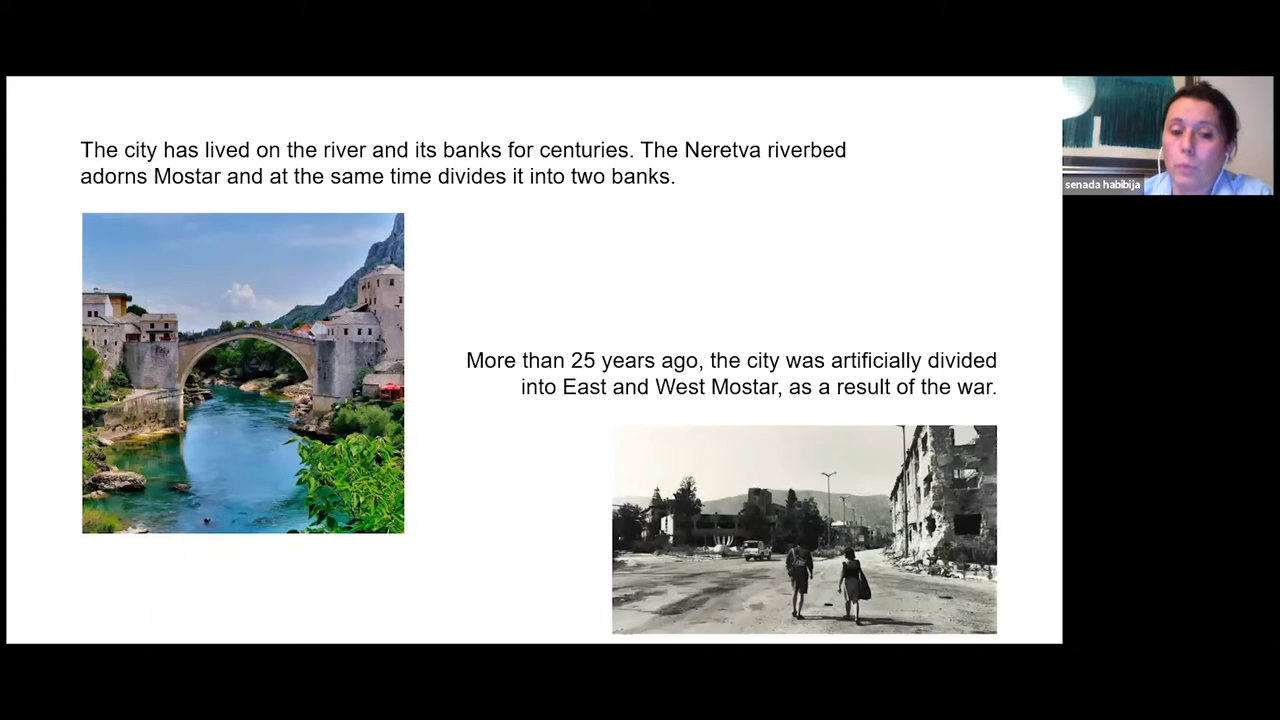 The city has lived on the river and its banks for centuries. The Neretva riverbed
adorns Mostar and at the same time divides it into two banks.
senada habibija
More than 25 years ago, the city was artificially divided
into East and West Mostar, as a result of the war.